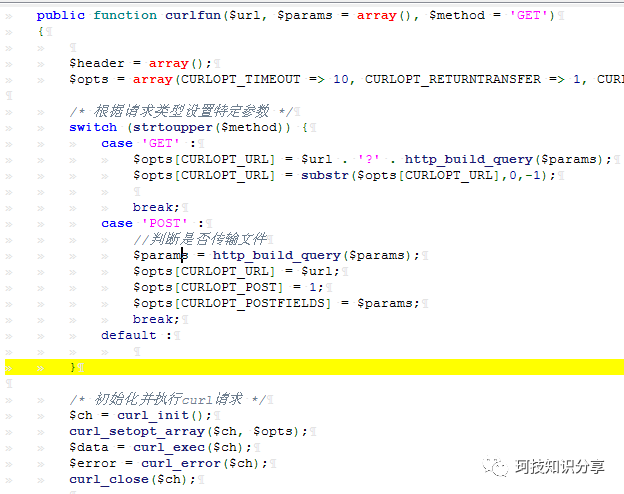 public function curlfun($url, $params = array(), $method = 'GET')
{
$header = array();
$opts = array(CURLOPT_TIMEOUT => 10, CURLOPT_RETURNTRANSFER => 1, CURL
/* 根据请求类型设置特定参数 */
switch (strtoupper($method)) {
case 'GET' :
$opts[CURLOPT_URL] = $url . '?' . http_build_query($params);
$opts[CURLOPT_URL] = substr($opts[CURLOPT_URL],0,-1);
break;
case 'POST' :
//判断是否传输文件
$params = http_build_query($params);
$opts[CURLOPT_URL] = $url;
$opts[CURLOPT_POST] = 1;
$opts[CURLOPT_POSTFIELDS] = $params;
break;
default :
}
/* 初始化并执行curl请求 */
$ch = curl_init();
curl_setopt_array($ch, $opts);
$data = curl_exec($ch);
$error = curl_error($ch);
curl_close($ch);
珂技知识分享